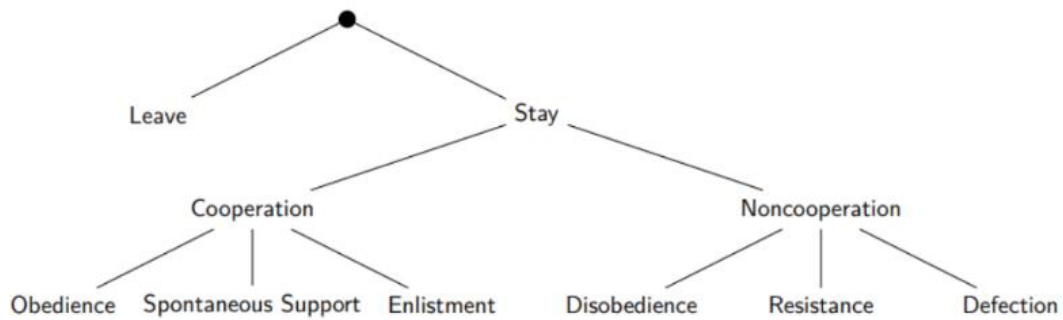 Leave
Stay
Cooperation
Noncooperation
Obedience
Spontaneous Support
Enlistment
Disobedience
Resistance
Defection